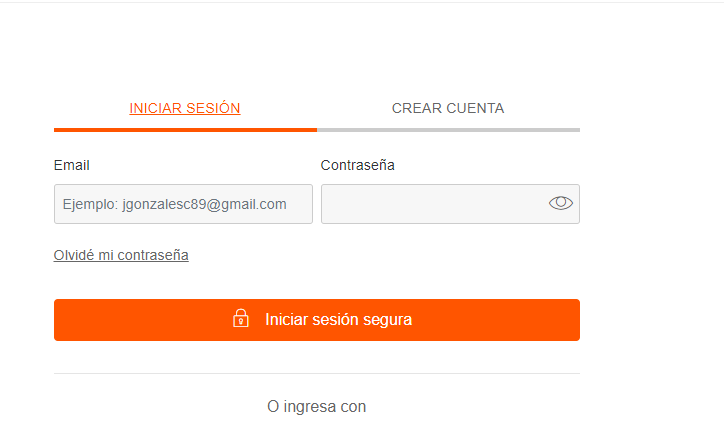 INICIAR SESIÓN CREAR CUENTA
Email Contraseña
Ejemplo: jgonzalesc89@gmail.com
Olvidé mi contraseña
Iniciar sesión segura
O ingresa con